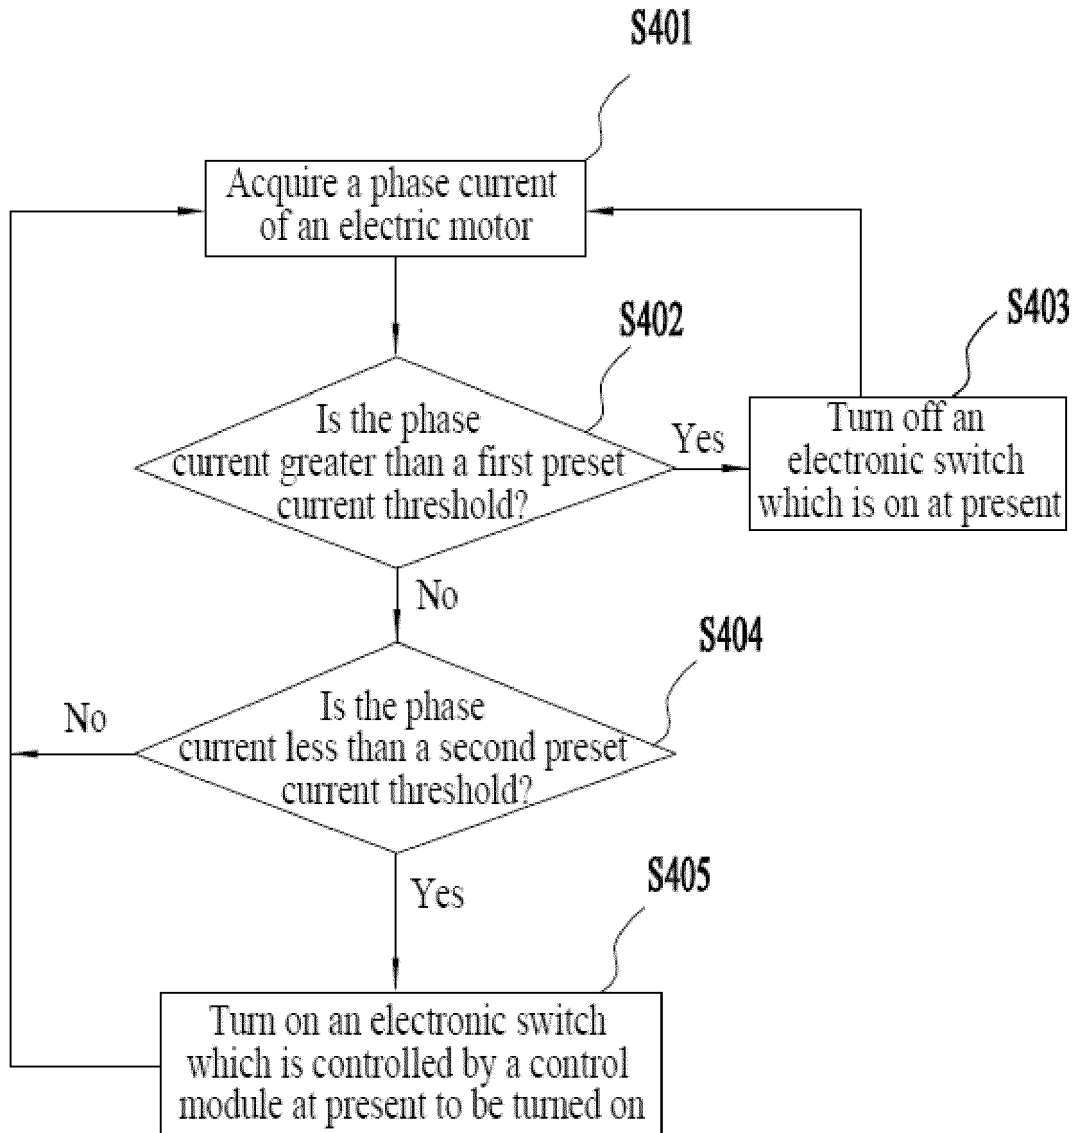 S401
Acquire a phase current
of an electric motor
S402
S403
Is the phase
current greater than a first preset
current threshold?
Yes
Turn off an
electronic switch
which is on at present
No
S404
No
Is the phase
current less than a second preset
current threshold?
Yes
S405
Turn on an electronic switch
which is controlled by a control
module at present to be turned on